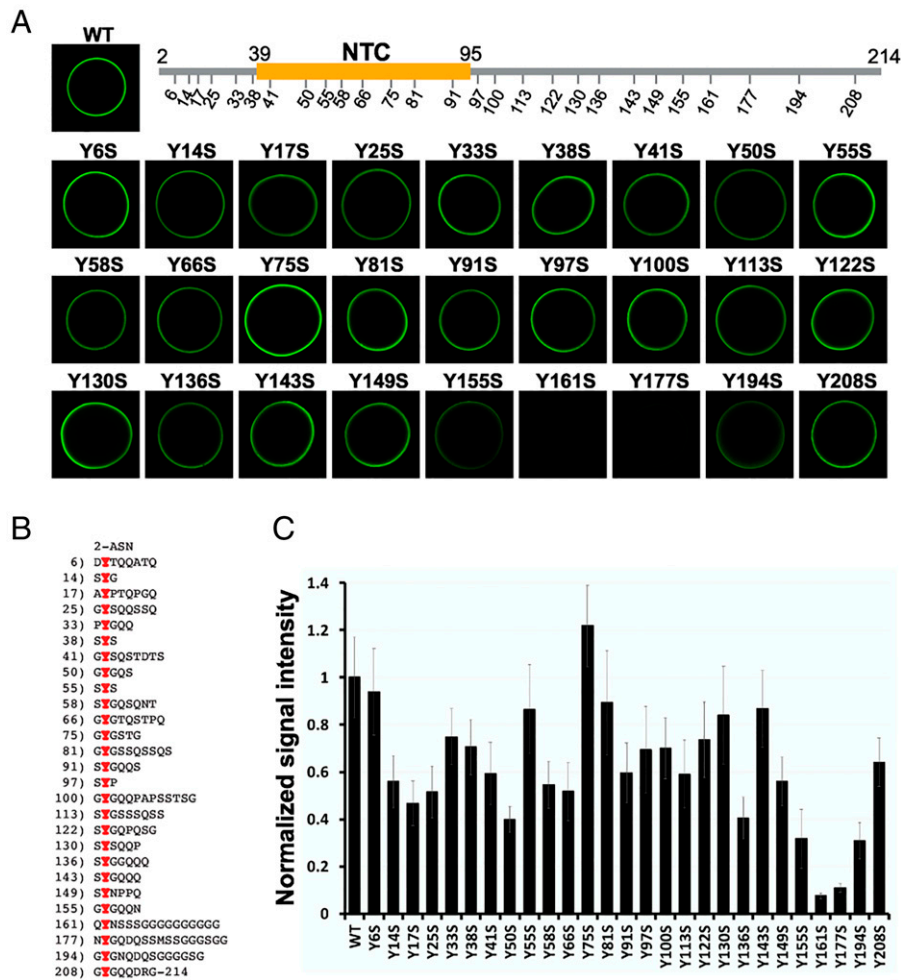 A
WT
2 39 NTC 95 214
6 14 17 25 33 38 41 50 55 58 66 75 81 91 97 100 113 122 130 136 143 149 155 161 177 194 208
Y6S Y14S Y17S Y25S Y33S Y38S Y41S Y50S Y55S
Y58S Y66S Y75S Y81S Y91S Y97S Y100S Y113S Y122S
Y130S Y136S Y143S Y149S Y155S Y161S Y177S Y194S Y208S
B
2-ASN
6) DYTQQATQ
14) SYG
17) AYPTQPGQ
25) GYSQQSSQ
33) PYGQQ
38) SYS
41) GYSQSTDTS
50) GYGQS
55) SYS
58) SYGQSQNT
66) GYGTQSTPQ
75) GYGSTG
81) GYGSSQSSQS
91) SYGQQS
97) SYP
100) GYGQQPAPSSTSG
113) SYGSSSQSS
122) SYGQPQSG
130) SYSQQP
136) SYGGQQQ
143) SYGQQQ
149) SYNPPQ
155) GYGQQN
161) QYNSSSGGGGGGGGGG
177) NYGQDQSSMSSGGGSGG
194) GYGNQDQSGGGGSG
208) GYGQQDRG-214
C
Normalized signal intensity
1.4
1.2
1
0.8
0.6
0.4
0.2
0
WT Y6S Y14S Y17S Y25S Y33S Y38S Y41S Y50S Y55S Y58S Y66S Y75S Y81S Y91S Y97S Y100S Y113S Y122S Y130S Y136S Y143S Y149S Y155S Y161S Y177S Y194S Y208S